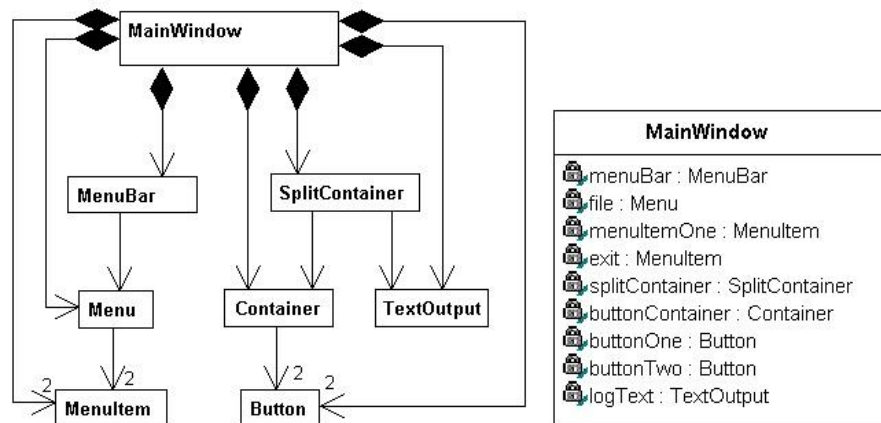 MainWindow
MenuBar
SplitContainer
Menu
Container
TextOutput
2
2
2
2
MenuItem
Button
MainWindow
menuBar : MenuBar
file : Menu
menuItemOne : MenuItem
exit : MenuItem
splitContainer : SplitContainer
buttonContainer : Container
buttonOne : Button
buttonTwo : Button
logText : TextOutput